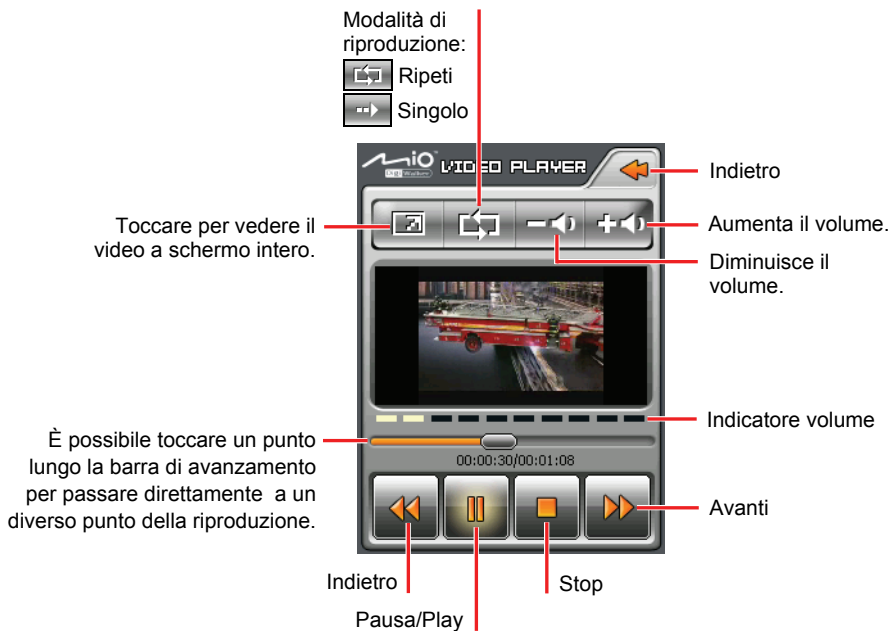 Modalità di
riproduzione:
Ripeti
Singolo
Mio
DigiWalker
VIDEO PLAYER
Indietro
Toccare per vedere il
video a schermo intero.
Aumenta il volume.
Diminuisce il
volume.
Indicatore volume
È possibile toccare un punto
lungo la barra di avanzamento
per passare direttamente a un
diverso punto della riproduzione.
00:00:30/00:01:08
Avanti
Indietro
Stop
Pausa/Play